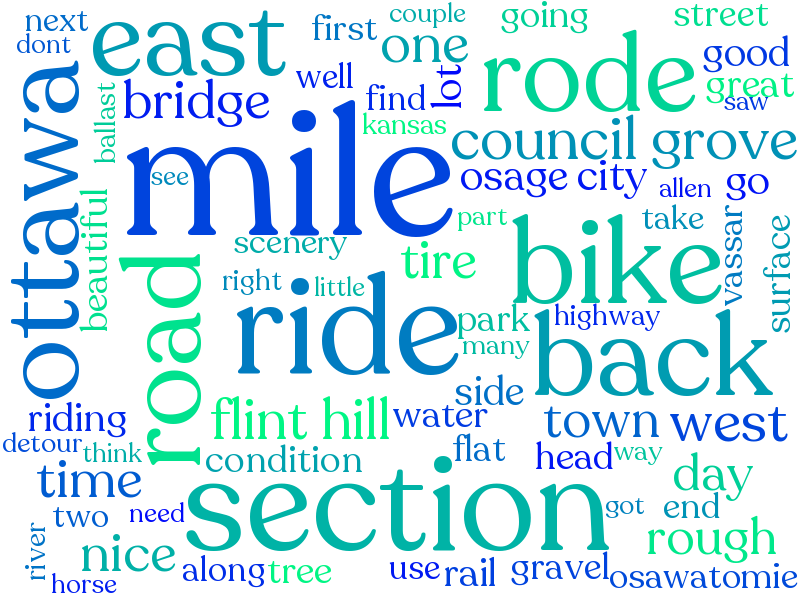 next
couple
going
street
dont
east
first
one
rode
good
well
find
lot
great
saw
ottawa
ballast
bridge
kansas
council grove
mile
see
osage city
allen
go
beautiful
scenery
part
take
vassar
surface
road
right
little
tire
bike
ride
park
highway
many
back
riding
flint hill
side
water
town
west
detour
think
condition
flat
head
way
time
section
day
two
need
got
end
river
nice
rough
horse
along
tree
use
rail
gravel
osawatomie